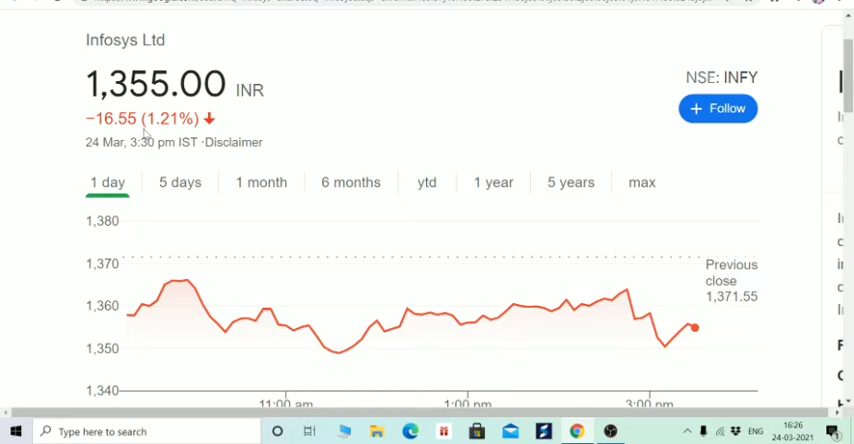 Infosys Ltd
1,355.00 INR
NSE: INFY
−16.55 (1.21%)
+ Follow
24 Mar, 3:30 pm IST ·Disclaimer
1 day 5 days 1 month 6 months ytd 1 year 5 years max
1,380
1,370
1,360
1,350
1,340
Previous
close
1,371.55
11:00 am 1:00 pm 3:00 pm
Type here to search
ENG
16:26
24-03-2021